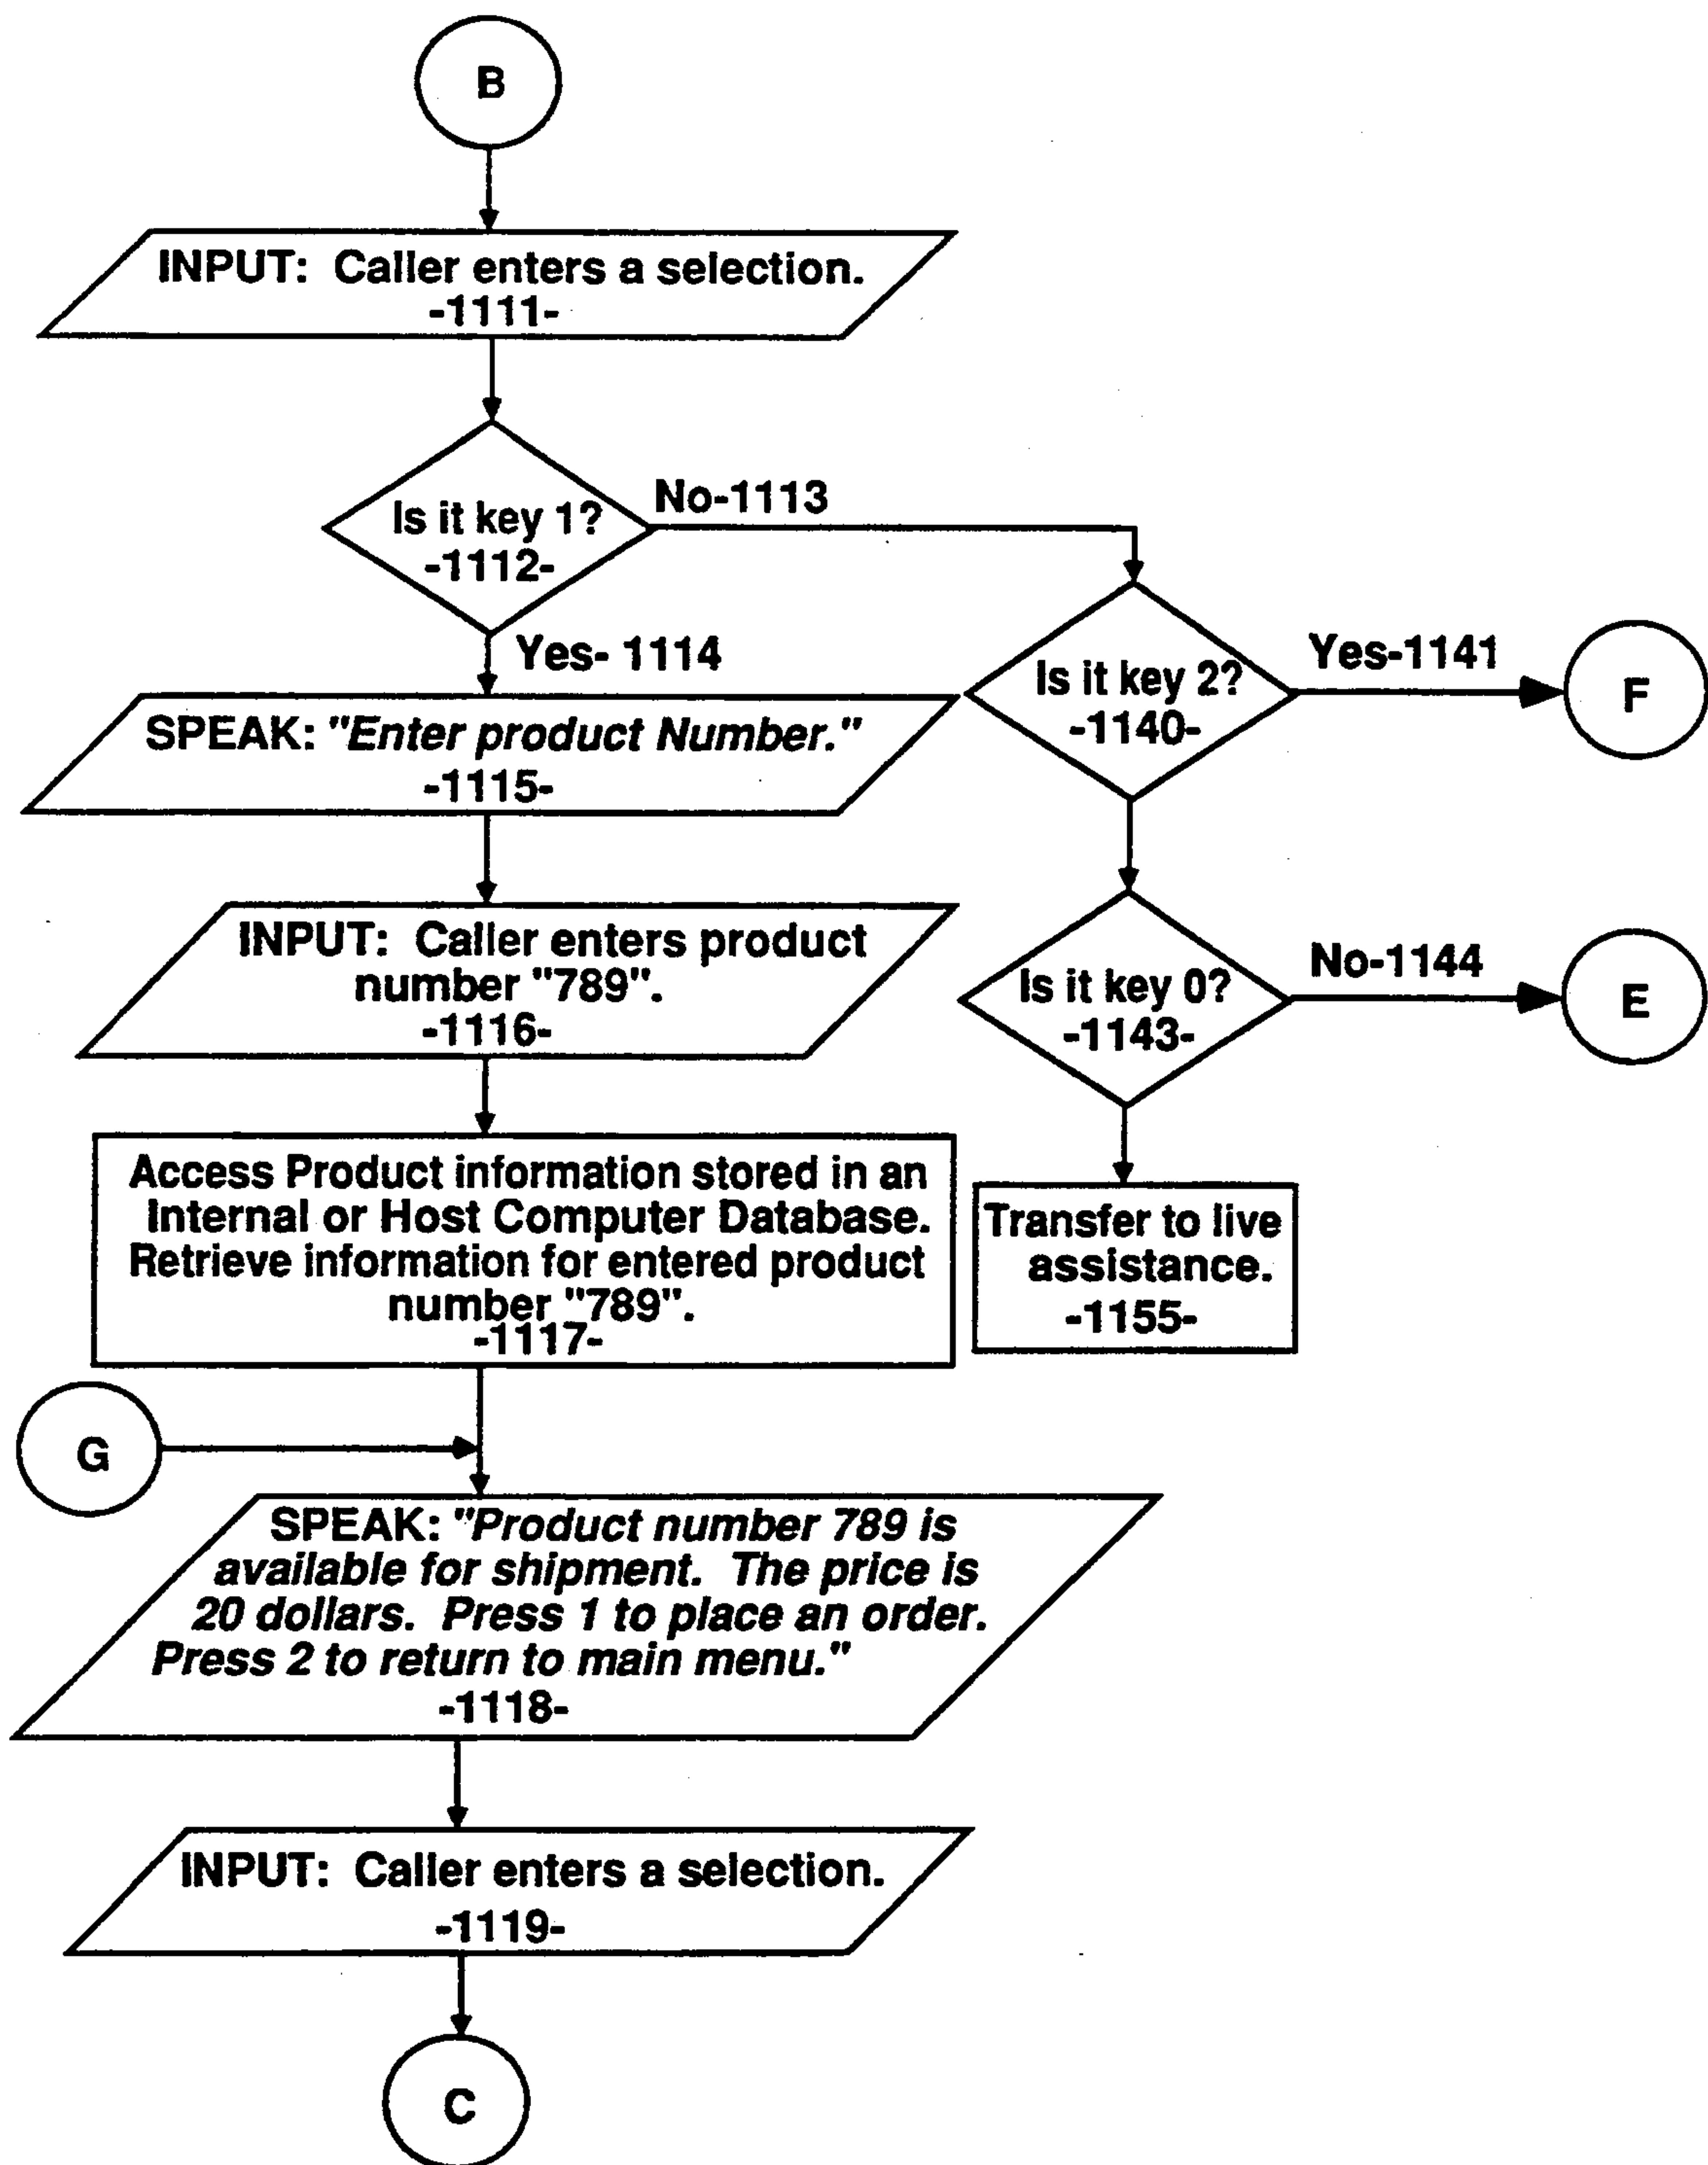 B
INPUT: Caller enters a selection.
-1111-
Is it key 1?
-1112-
No-1113
Yes- 1114
SPEAK: "Enter product Number."
-1115-
Is it key 2?
-1140-
Yes-1141
F
INPUT: Caller enters product
number "789".
-1116-
Is it key 0?
-1143-
No-1144
E
Access Product information stored in an
Internal or Host Computer Database.
Retrieve information for entered product
number "789".
-1117-
Transfer to live
assistance.
-1155-
G
SPEAK: "Product number 789 is
available for shipment. The price is
20 dollars. Press 1 to place an order.
Press 2 to return to main menu."
-1118-
INPUT: Caller enters a selection.
-1119-
C